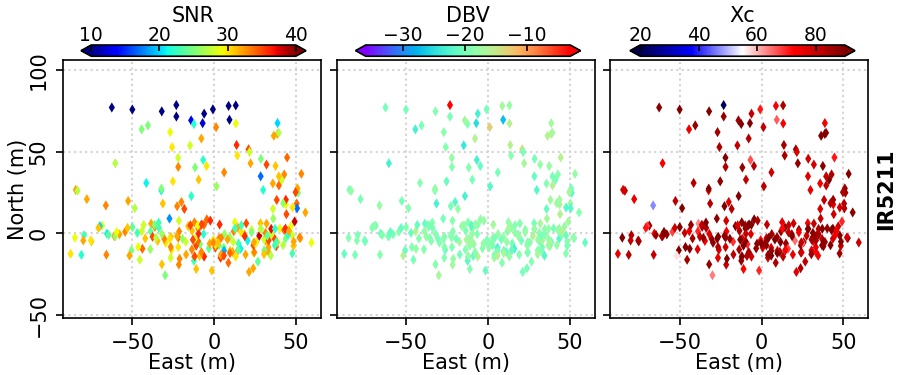 SNR DBV Xc
10 20 30 40 −30 −20 −10 20 40 60 80
100
50
0
−50
North (m)
IR5211
−50 0 50 −50 0 50 −50 0 50
East (m) East (m) East (m)